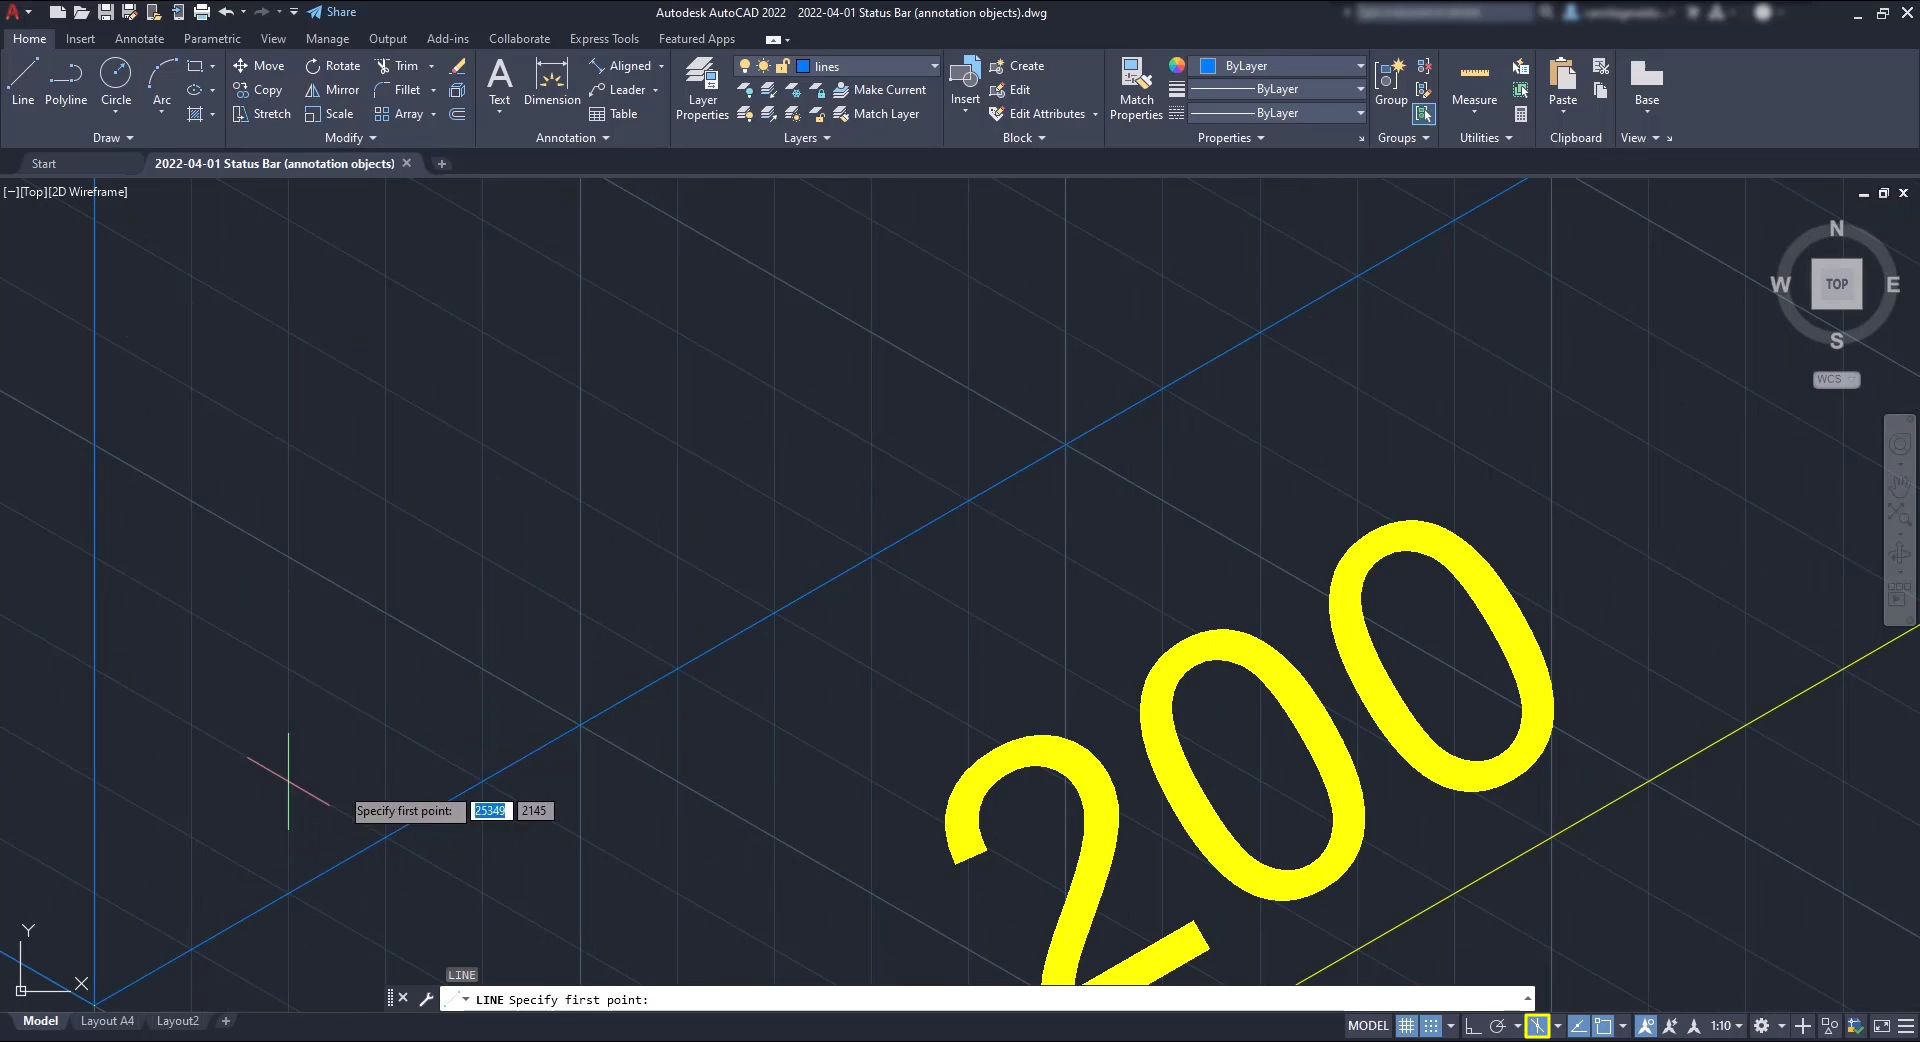 Share
Autodesk AutoCAD 2022 2022-04-01 Status Bar (annotation objects).dwg
Home Insert Annotate Parametric View Manage Output Add-ins Collaborate Express Tools Featured Apps
Line Polyline Circle Arc
Draw
Move Rotate Trim
Copy Mirror Fillet
Stretch Scale Array
Modify
Text Dimension
Aligned
Leader
Table
Annotation
Layer Properties
lines
Make Current
Match Layer
Layers
Insert
Create
Edit
Edit Attributes
Block
Match Properties
ByLayer
ByLayer
ByLayer
Properties
Group
Groups
Measure
Utilities
Paste
Clipboard
Base
View
Start 2022-04-01 Status Bar (annotation objects)
[−][Top][2D Wireframe]
N
W TOP E
S
WCS
200
Specify first point: 25349 2145
Y
X
LINE
LINE Specify first point:
Model Layout A4 Layout2
MODEL 1:10